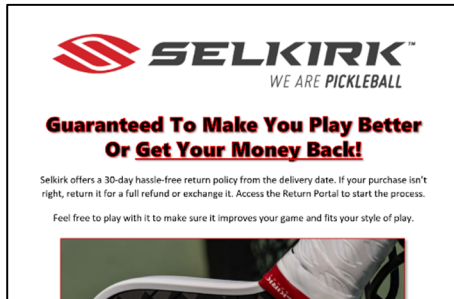 SELKIRK™
WE ARE PICKLEBALL
Guaranteed To Make You Play Better
Or Get Your Money Back!
Selkirk offers a 30-day hassle-free return policy from the delivery date. If your purchase isn't
right, return it for a full refund or exchange it. Access the Return Portal to start the process.
Feel free to play with it to make sure it improves your game and fits your style of play.